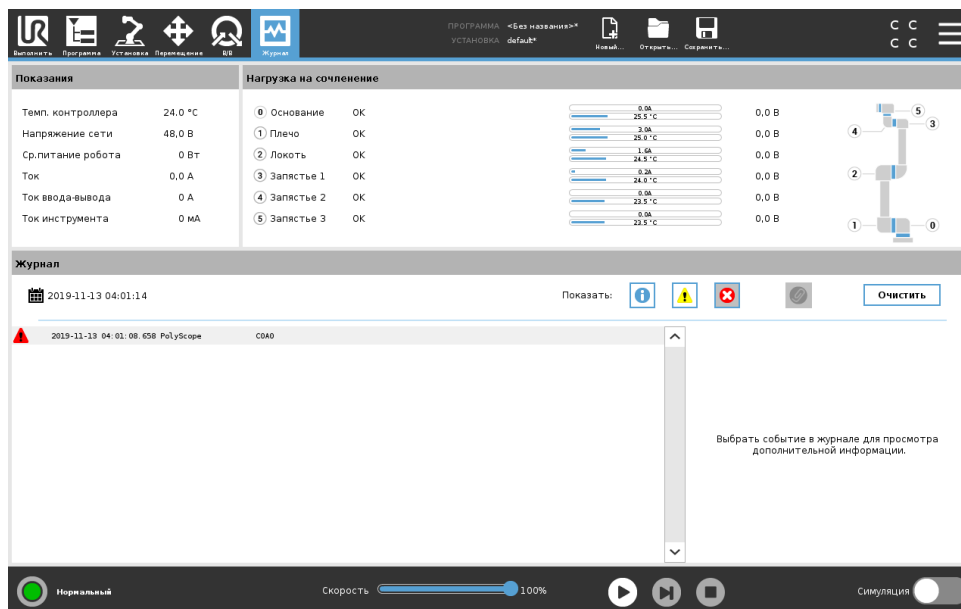 ПРОГРАММА <Без названия>*
УСТАНОВКА default*
C C
C C
Выполнить Программа Установка Перемещение В/В Журнал
Новый... Открыть... Сохранить...
Показания
Нагрузка на сочленение
Темп. контроллера 24.0 °C
Напряжение сети 48,0 В
Ср.питание робота 0 Вт
Ток 0,0 А
Ток ввода-вывода 0 А
Ток инструмента 0 мА
0 Основание OK 0.0A 25.5 °C 0,0 В
1 Плечо OK 3.0A 25.0 °C 0,0 В
2 Локоть OK 1.6A 24.5 °C 0,0 В
3 Запястье 1 OK 0.2A 24.0 °C 0,0 В
4 Запястье 2 OK 0.0A 23.5 °C 0,0 В
5 Запястье 3 OK 0.0A 23.5 °C 0,0 В
5
3
4
2
1
0
Журнал
2019-11-13 04:01:14
Показать:
Очистить
2019-11-13 04:01:08.658 PolyScope C0A0
Выбрать событие в журнале для просмотра
дополнительной информации.
Нормальный
Скорость 100%
Симуляция